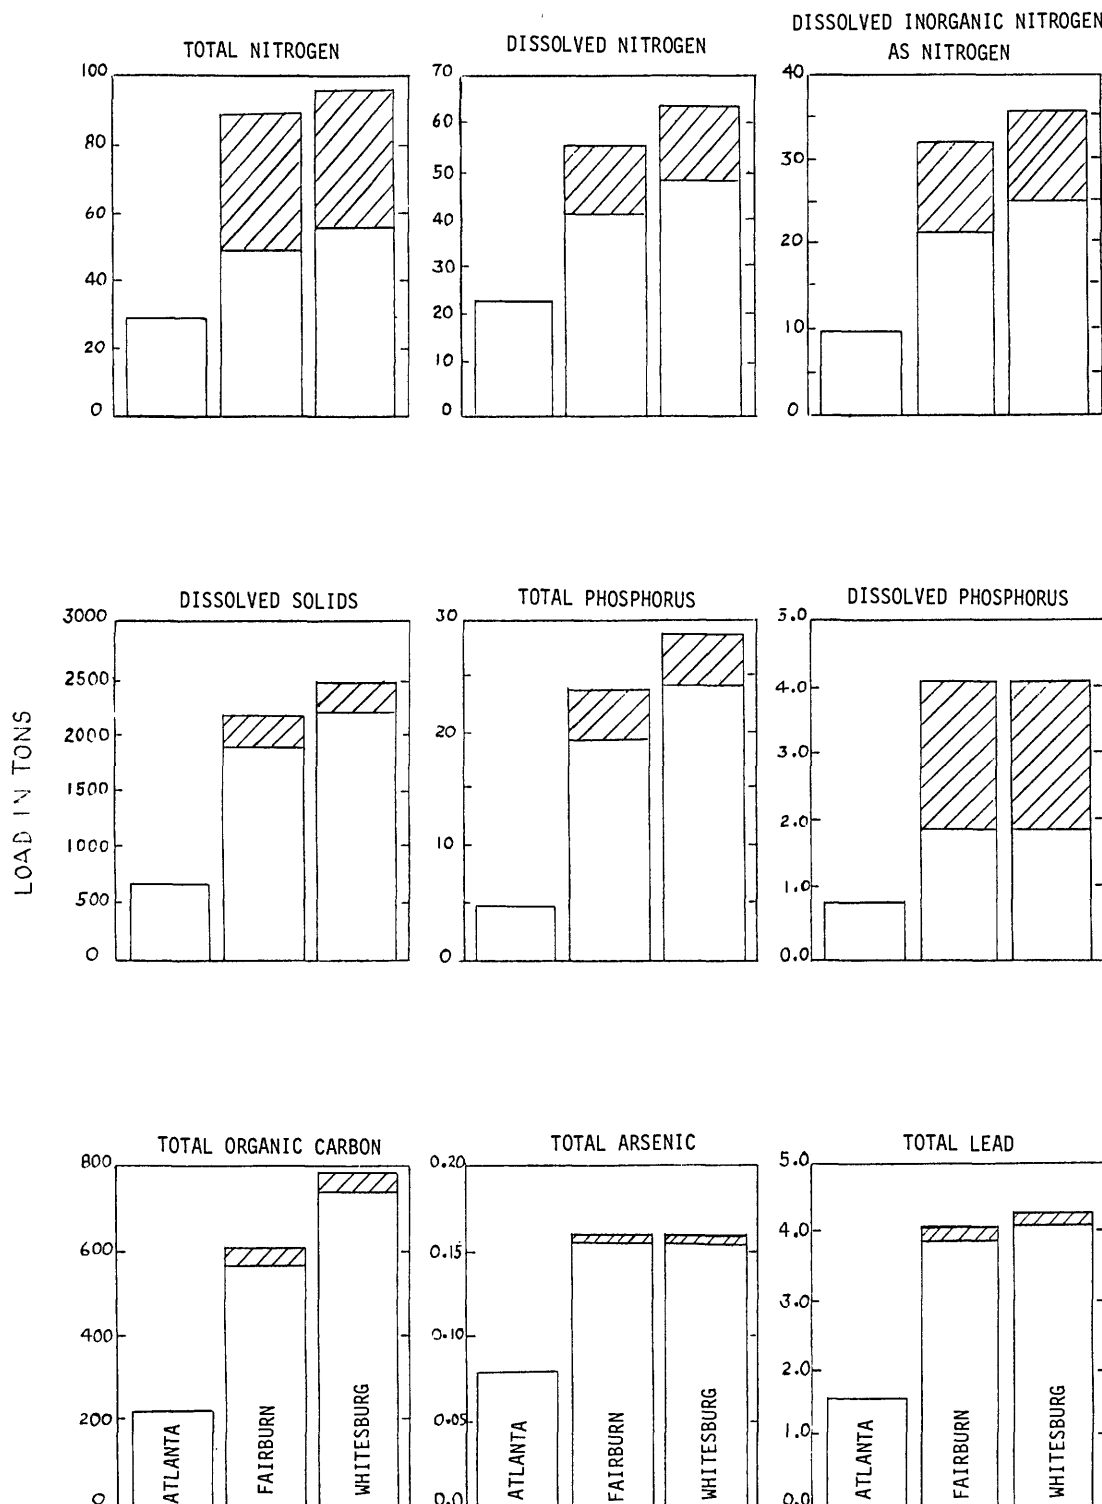 TOTAL NITROGEN
100
80
60
40
20
0
DISSOLVED NITROGEN
70
60
50
40
30
20
10
0
DISSOLVED INORGANIC NITROGEN
AS NITROGEN
40
30
20
10
0
LOAD IN TONS
DISSOLVED SOLIDS
3000
2500
2000
1500
1000
500
0
TOTAL PHOSPHORUS
30
20
10
0
DISSOLVED PHOSPHORUS
5.0
4.0
3.0
2.0
1.0
0.0
TOTAL ORGANIC CARBON
800
600
400
200
0
ATLANTA
FAIRBURN
WHITESBURG
TOTAL ARSENIC
0.20
0.15
0.10
0.05
0.0
ATLANTA
FAIRBURN
WHITESBURG
TOTAL LEAD
5.0
4.0
3.0
2.0
1.0
0.0
ATLANTA
FAIRBURN
WHITESBURG